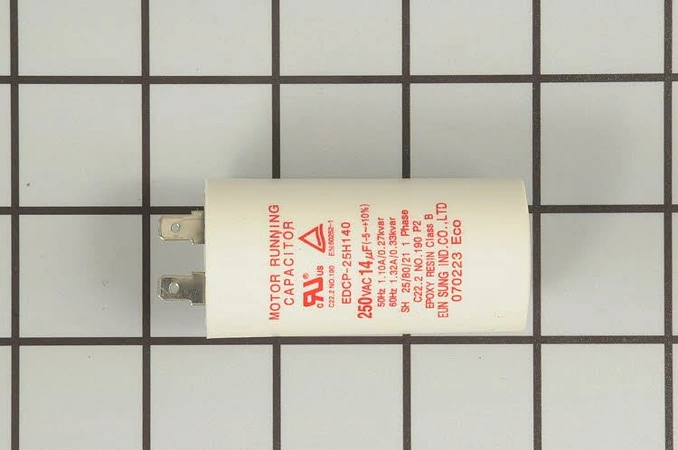 MOTOR RUNNING
CAPACITOR
c RU US
C22.2 NO.190 EN60252-1
EDCP-25H140
250VAC 14µF(-5~+10%)
50Hz 1.10A/0.27kvar
60Hz 1.32A/0.33kvar
SH 25/80/21 1 Phase
C22.2 NO.190 P2
EPOXY RESIN Class B
EUN SUNG IND.CO.,LTD
070223 Eco